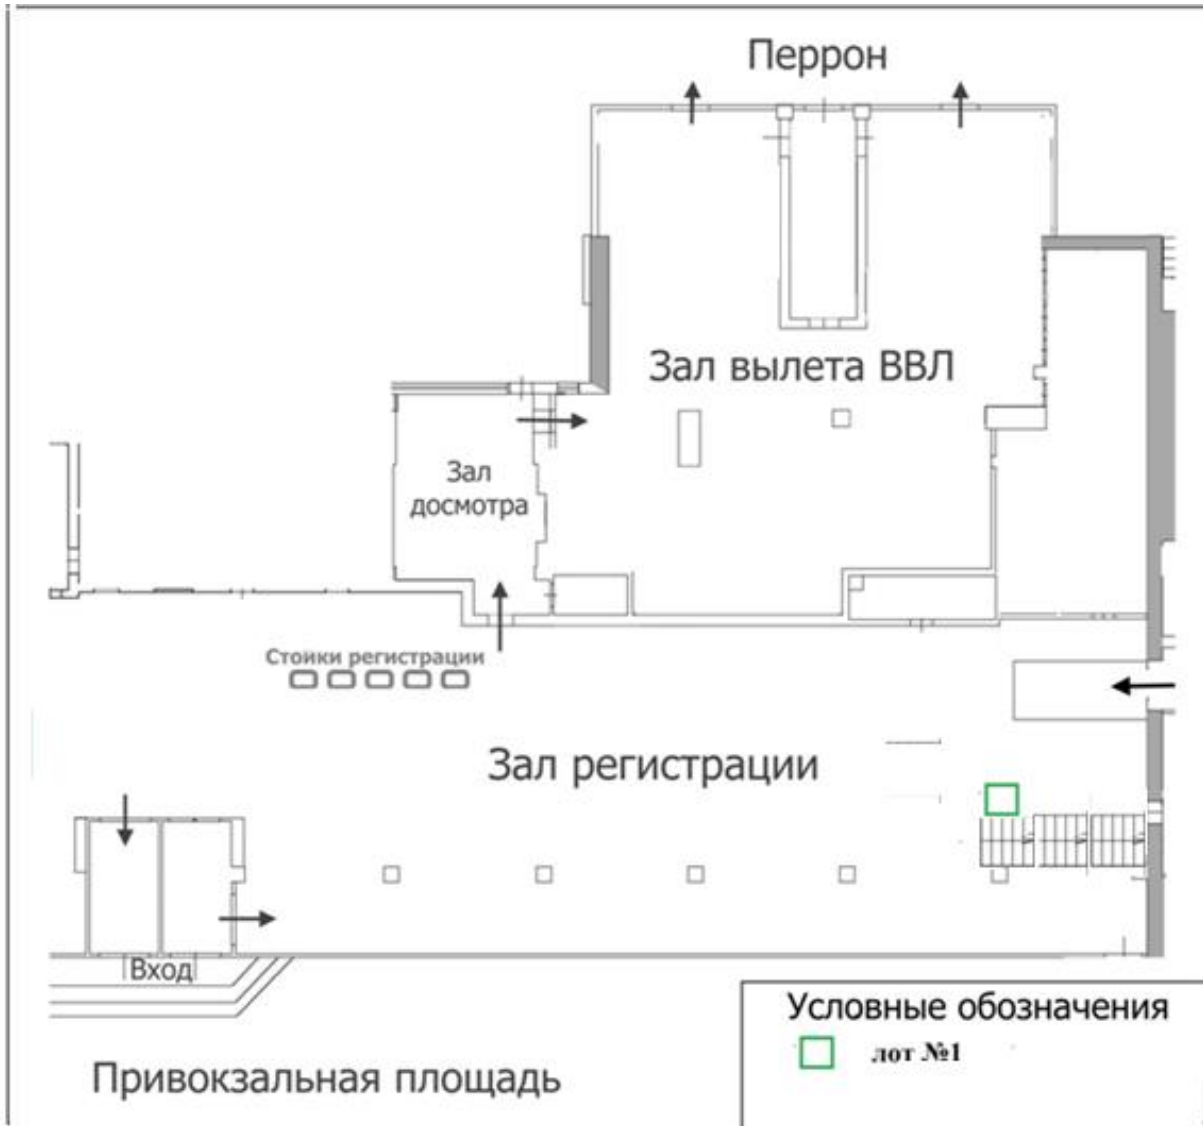 Перрон
Зал вылета ВВЛ
Зал
досмотра
Стойки регистрации
Зал регистрации
Вход
Условные обозначения
лот №1
Привокзальная площадь